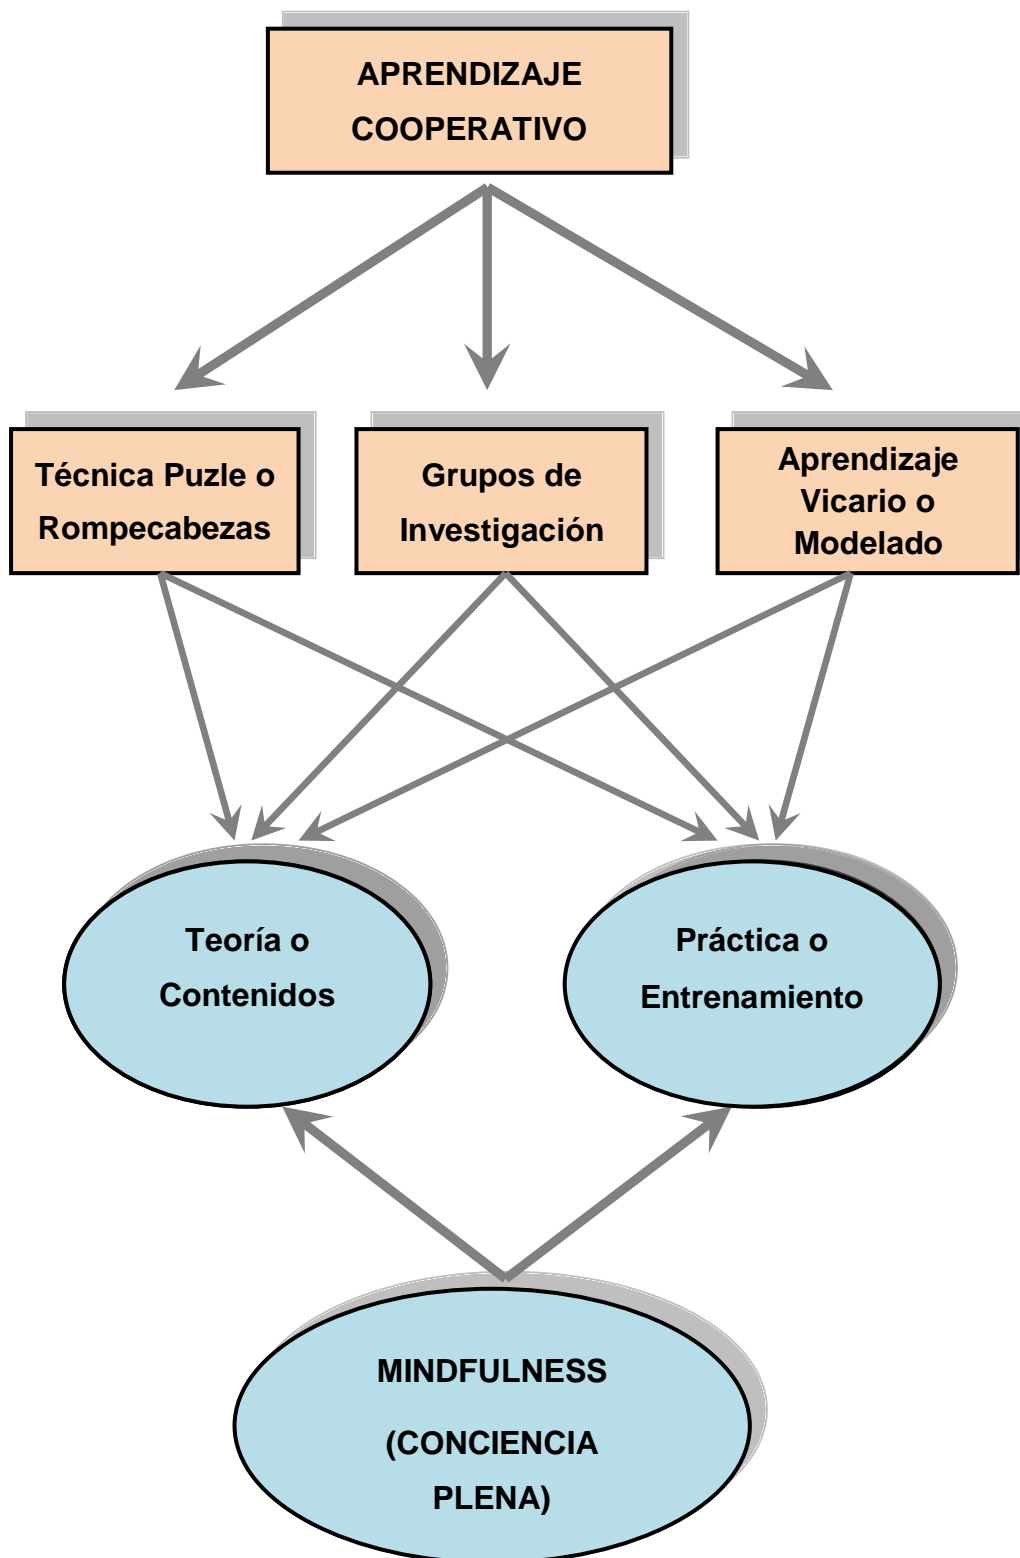 APRENDIZAJE
COOPERATIVO
Técnica Puzle o
Rompecabezas
Grupos de
Investigación
Aprendizaje
Vicario o
Modelado
Teoría o
Contenidos
Práctica o
Entrenamiento
MINDFULNESS
(CONCIENCIA
PLENA)